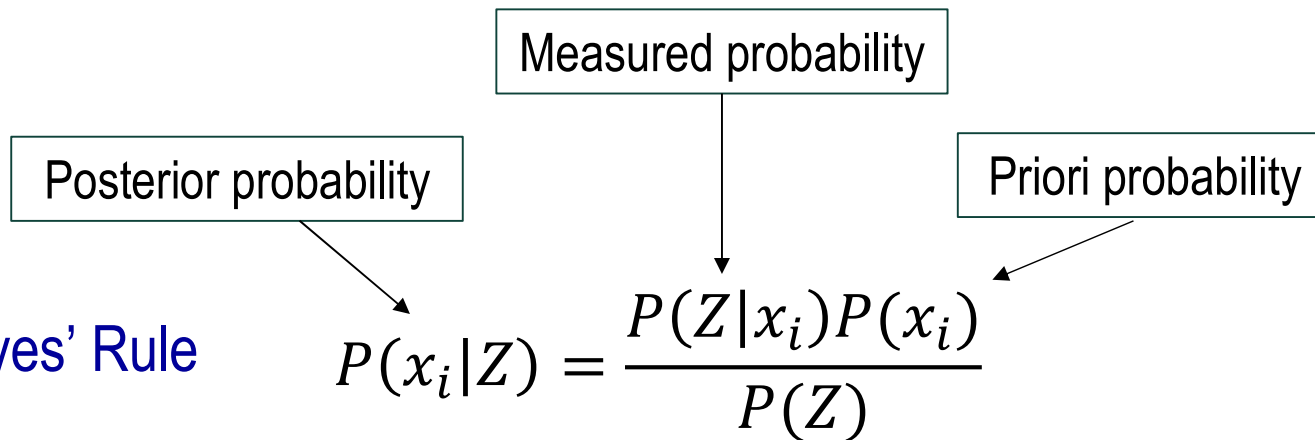 Measured probability
Posterior probability
Priori probability
yes’ Rule
P(x_i|Z) = P(Z|x_i)P(x_i) / P(Z)